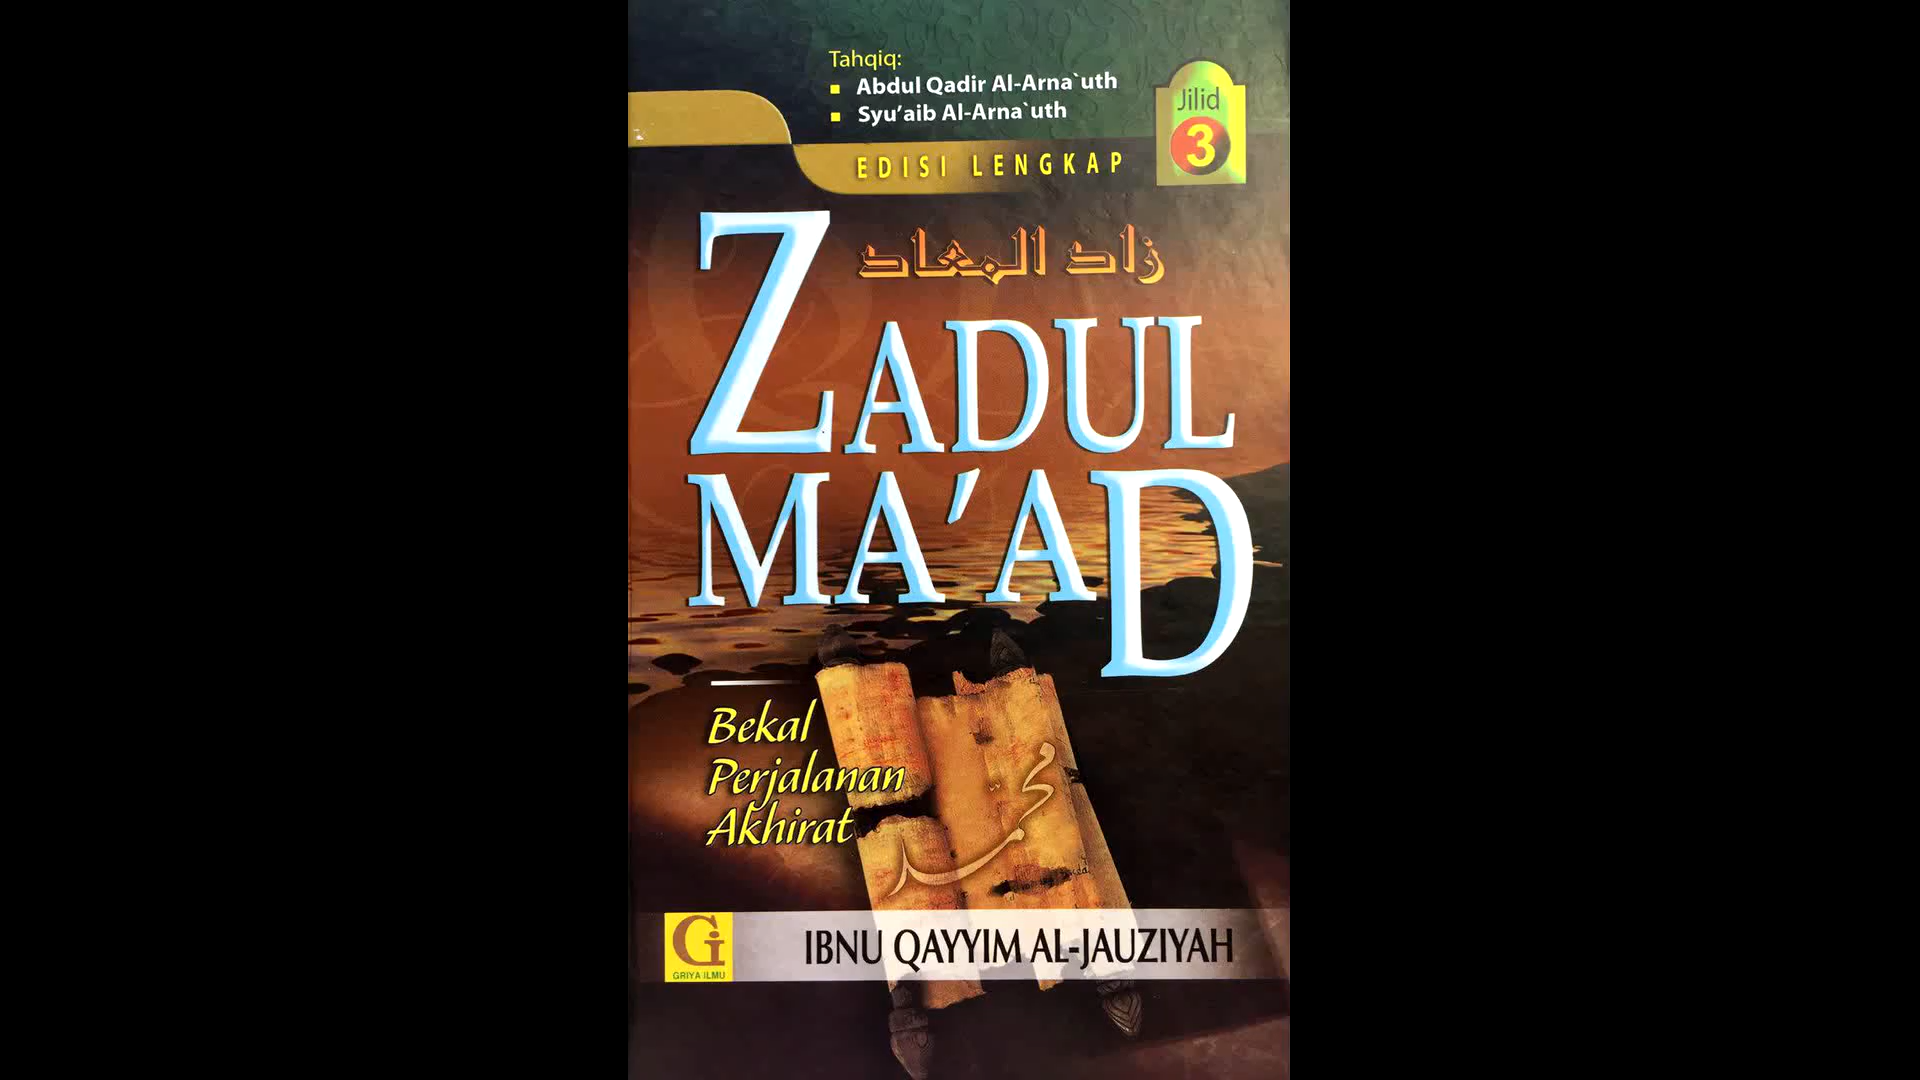 Tahqiq:
Abdul Qadir Al-Arna`uth
Syu'aib Al-Arna`uth
Jilid
3
EDISI LENGKAP
زاد المعاد
ZADUL
MA'AD
Bekal
Perjalanan
Akhirat
محمد
GRIYA ILMU
IBNU QAYYIM AL-JAUZIYAH